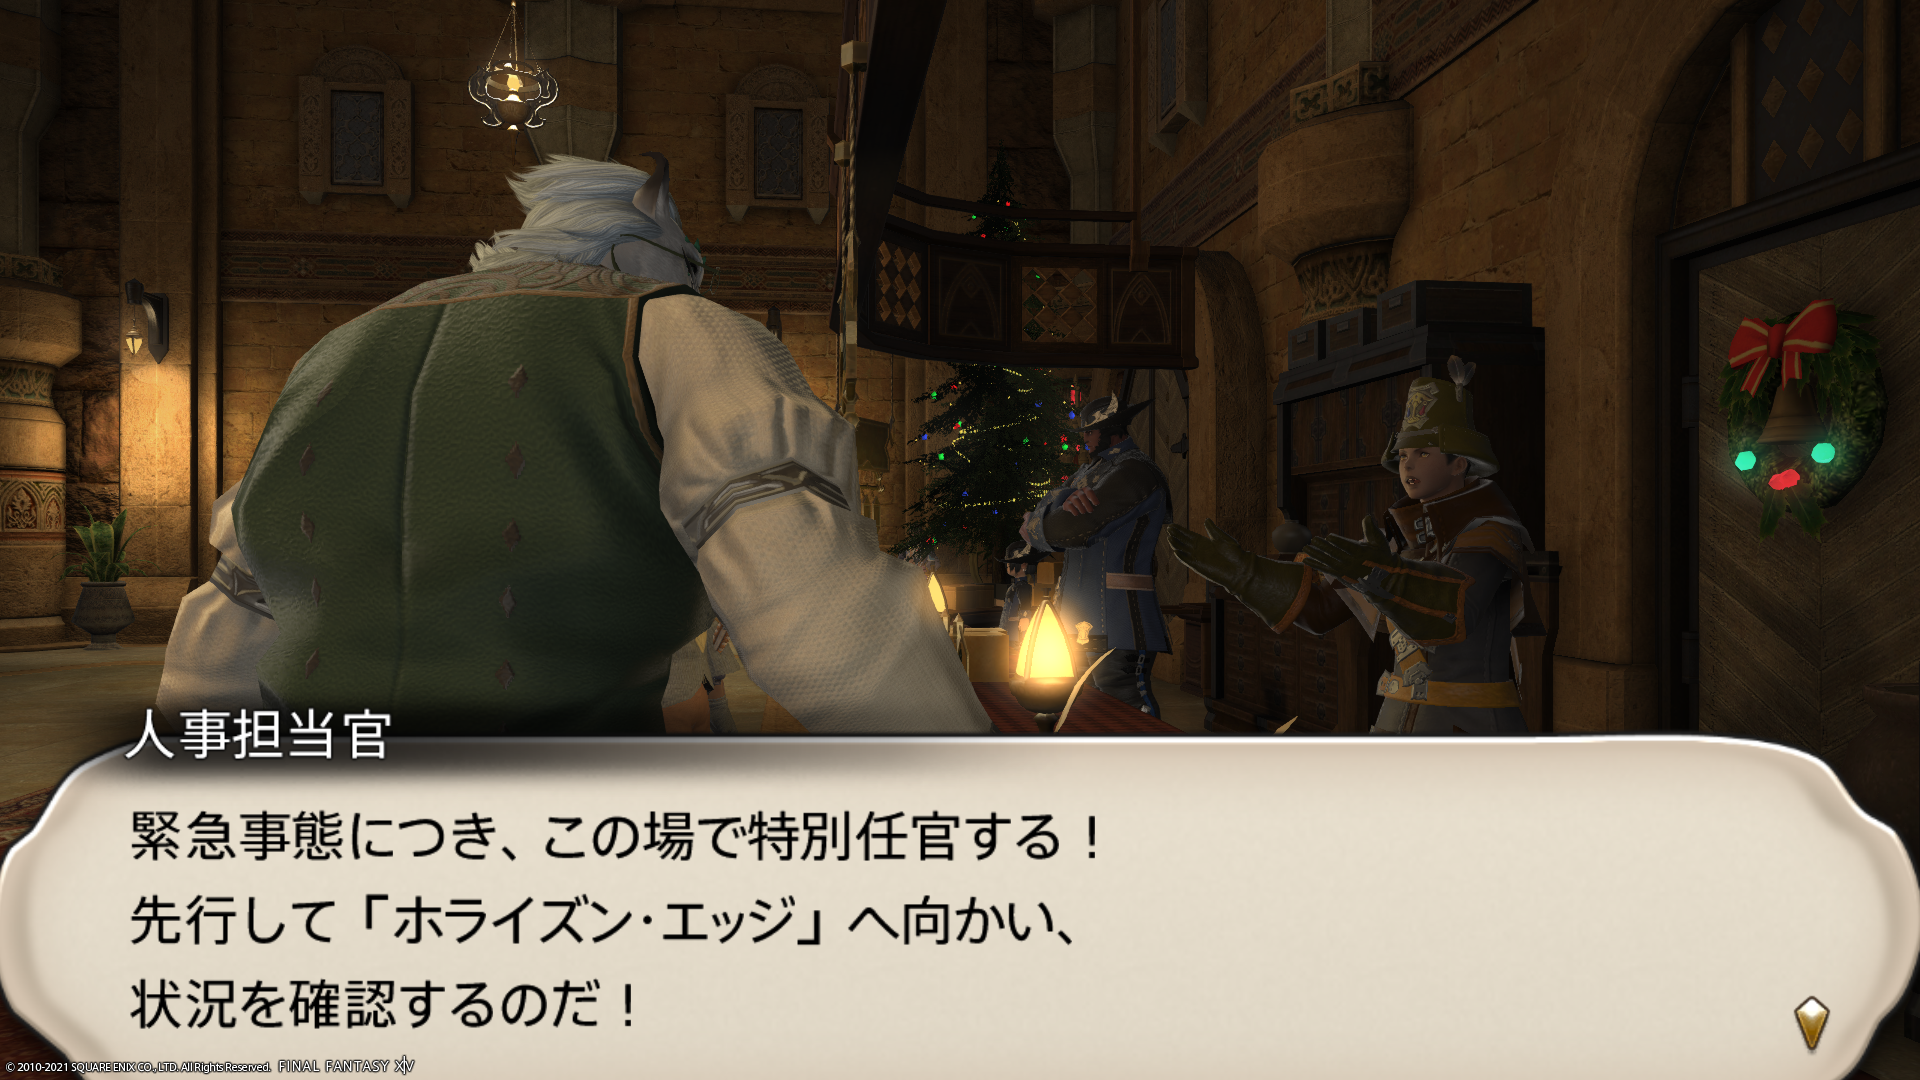 人事担当官
緊急事態につき、この場で特別任官する！
先行して「ホライズン・エッジ」へ向かい、
状況を確認するのだ！
© 2010-2021 SQUARE ENIX CO., LTD. All Rights Reserved. FINAL FANTASY XIV